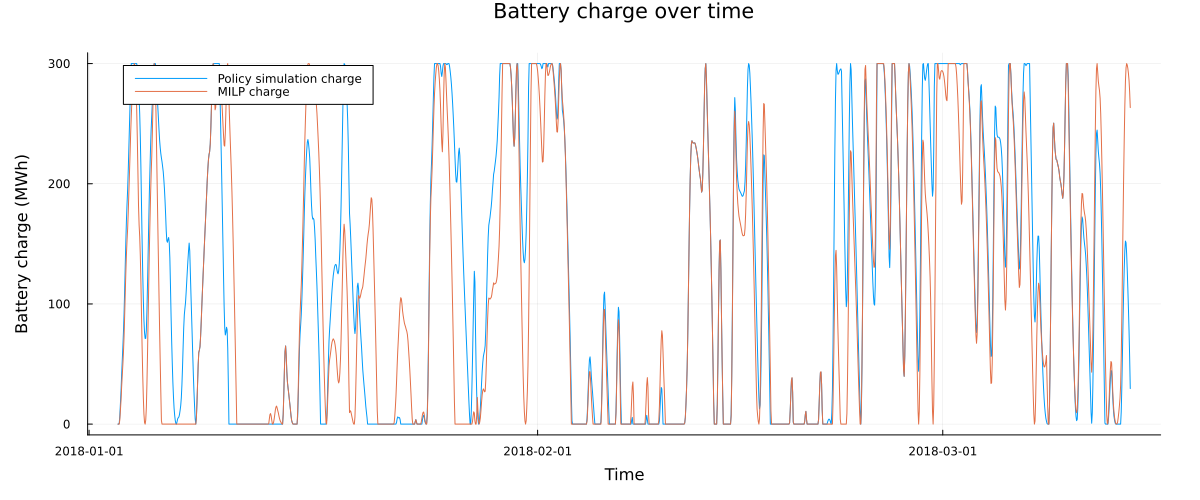 Battery charge over time
Policy simulation charge
MILP charge
300
200
100
0
Battery charge (MWh)
2018-01-01
2018-02-01
2018-03-01
Time